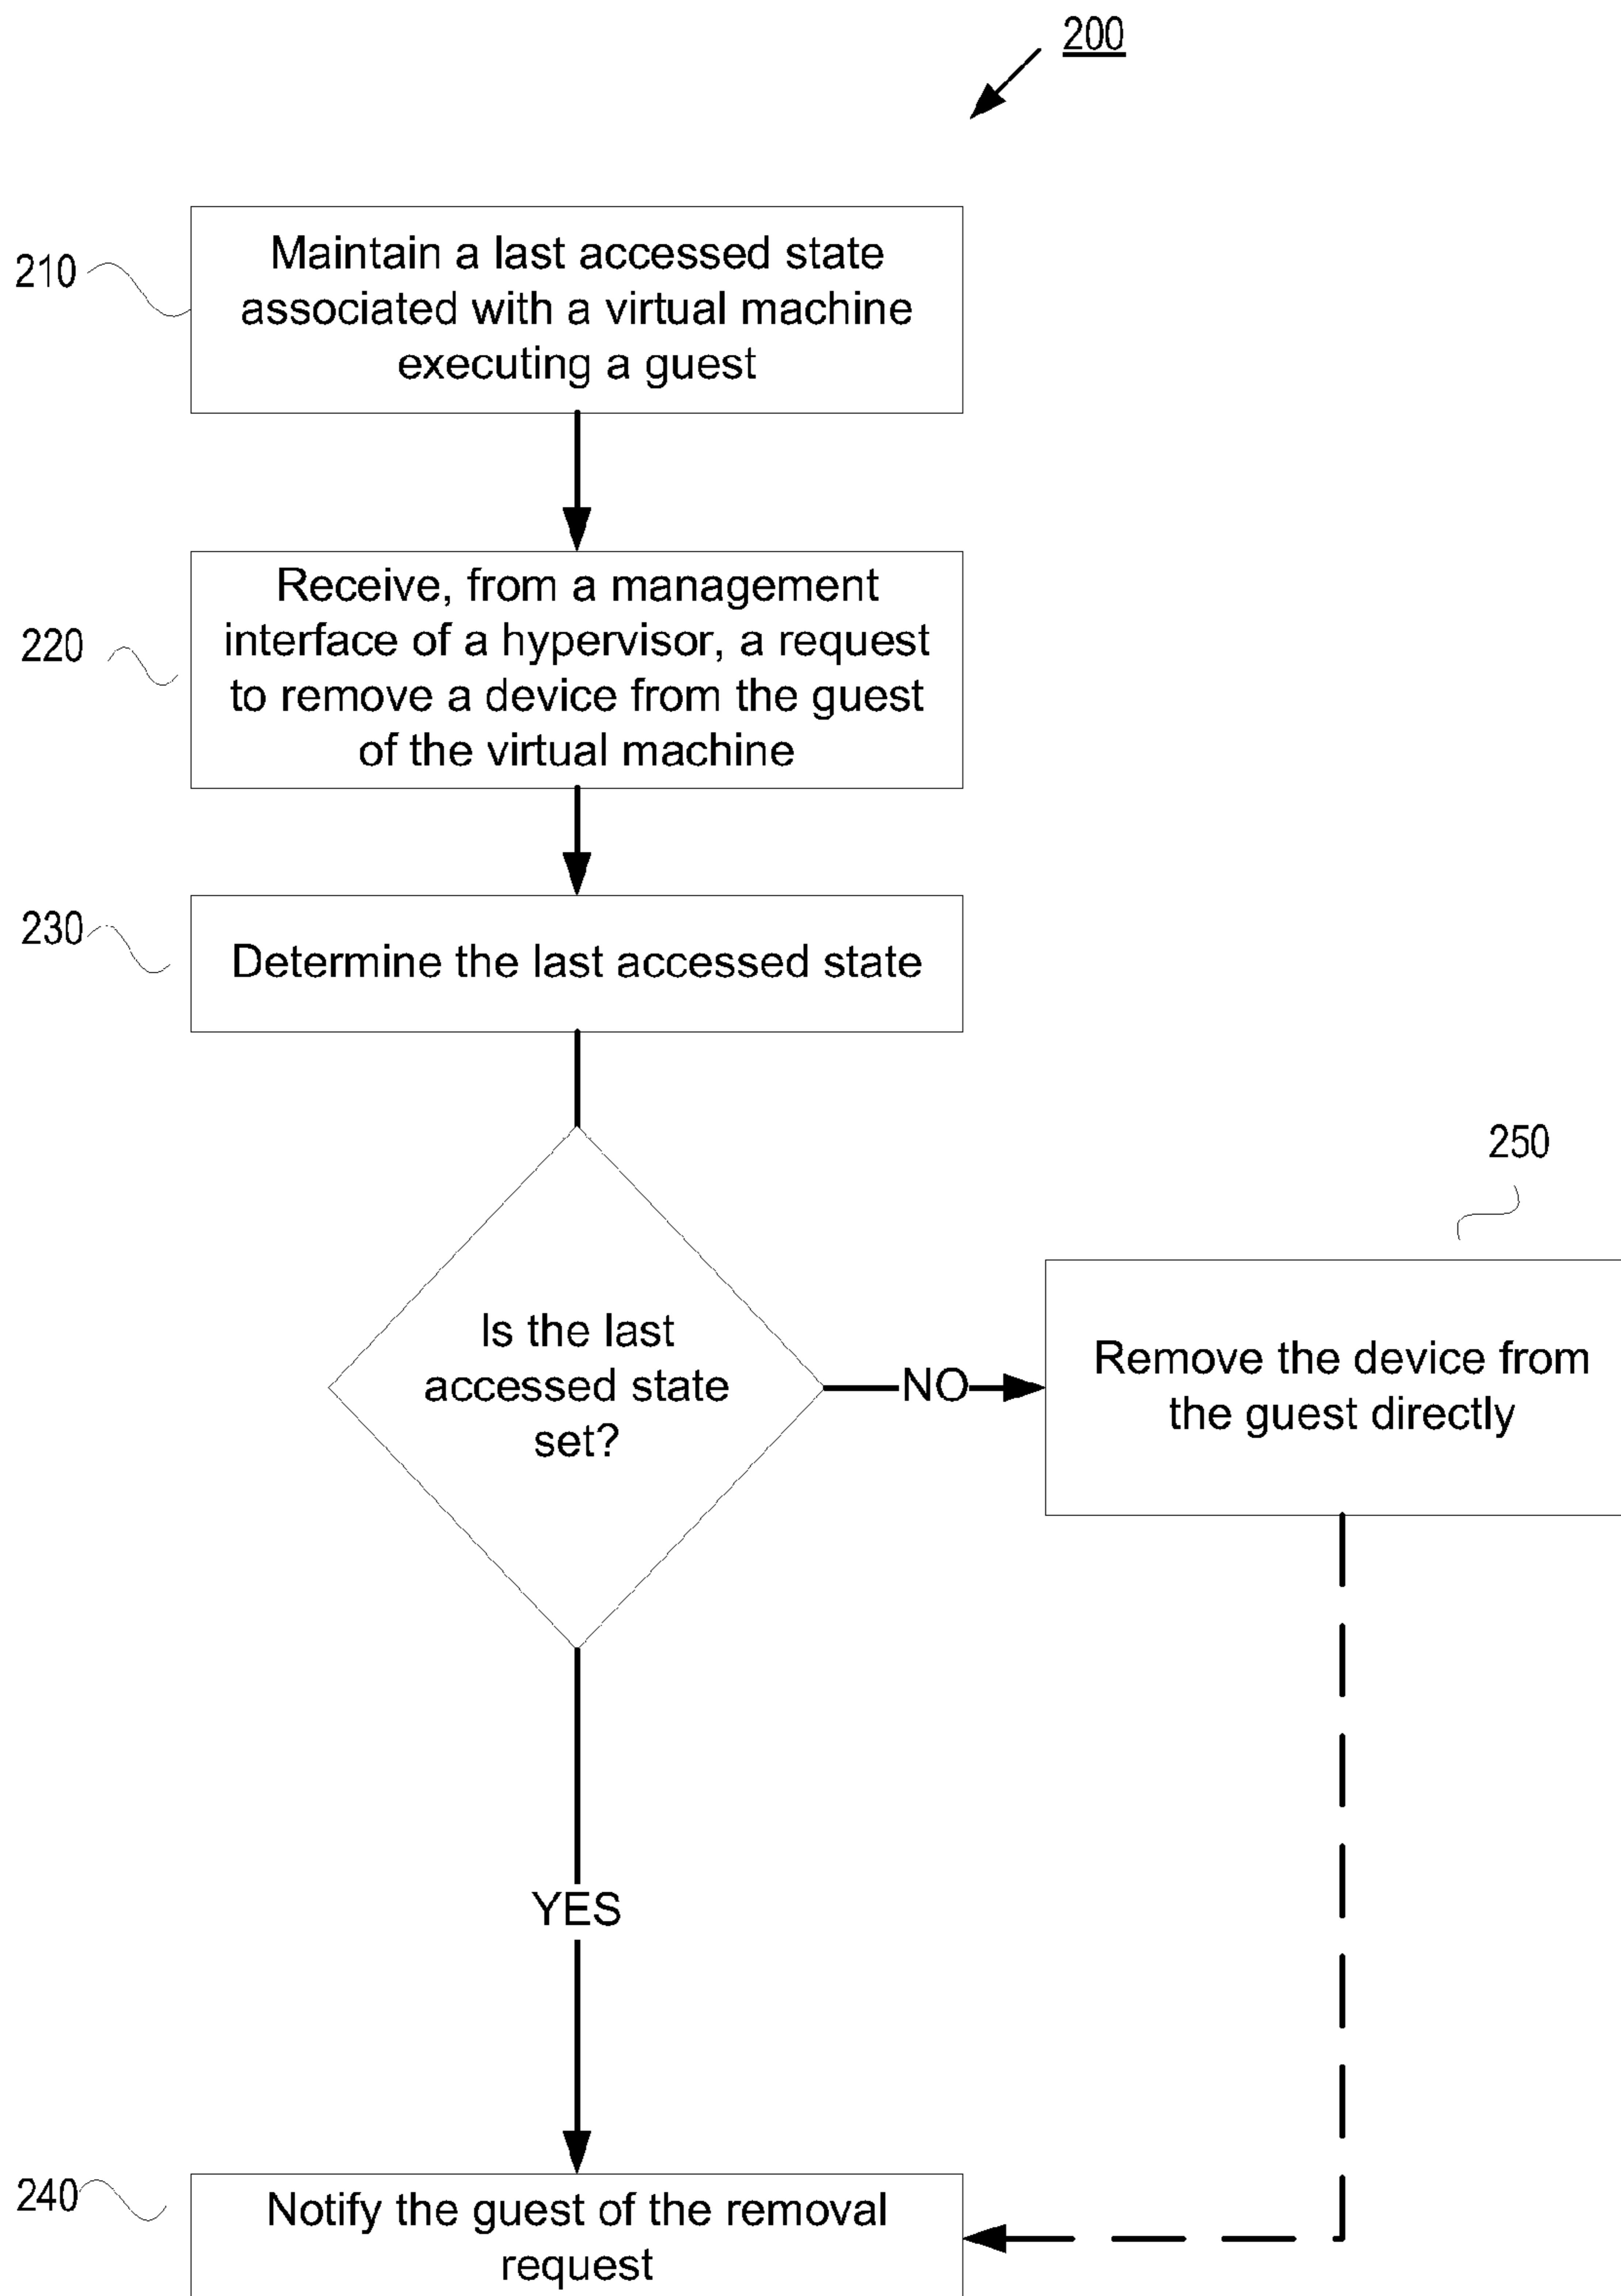 200
210
Maintain a last accessed state
associated with a virtual machine
executing a guest
220
Receive, from a management
interface of a hypervisor, a request
to remove a device from the guest
of the virtual machine
230
Determine the last accessed state
Is the last
accessed state
set?
NO
250
Remove the device from
the guest directly
YES
240
Notify the guest of the removal
request